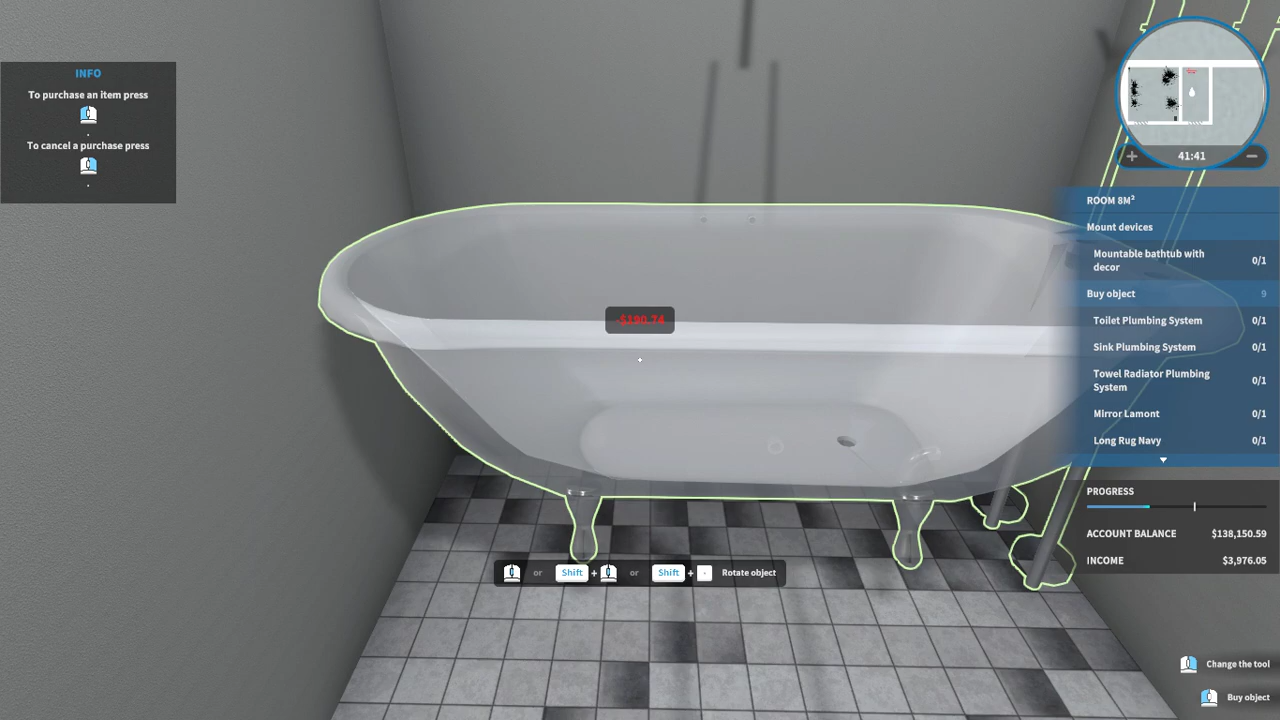 INFO
To purchase an item press
.
To cancel a purchase press
.
-$190.74
or Shift + or Shift + Rotate object
+ 41:41 −
ROOM 8M²
Mount devices
Mountable bathtub with
decor 0/1
Buy object 9
Toilet Plumbing System 0/1
Sink Plumbing System 0/1
Towel Radiator Plumbing
System 0/1
Mirror Lamont 0/1
Long Rug Navy 0/1
PROGRESS
ACCOUNT BALANCE $138,150.59
INCOME $3,976.05
Change the tool
Buy object